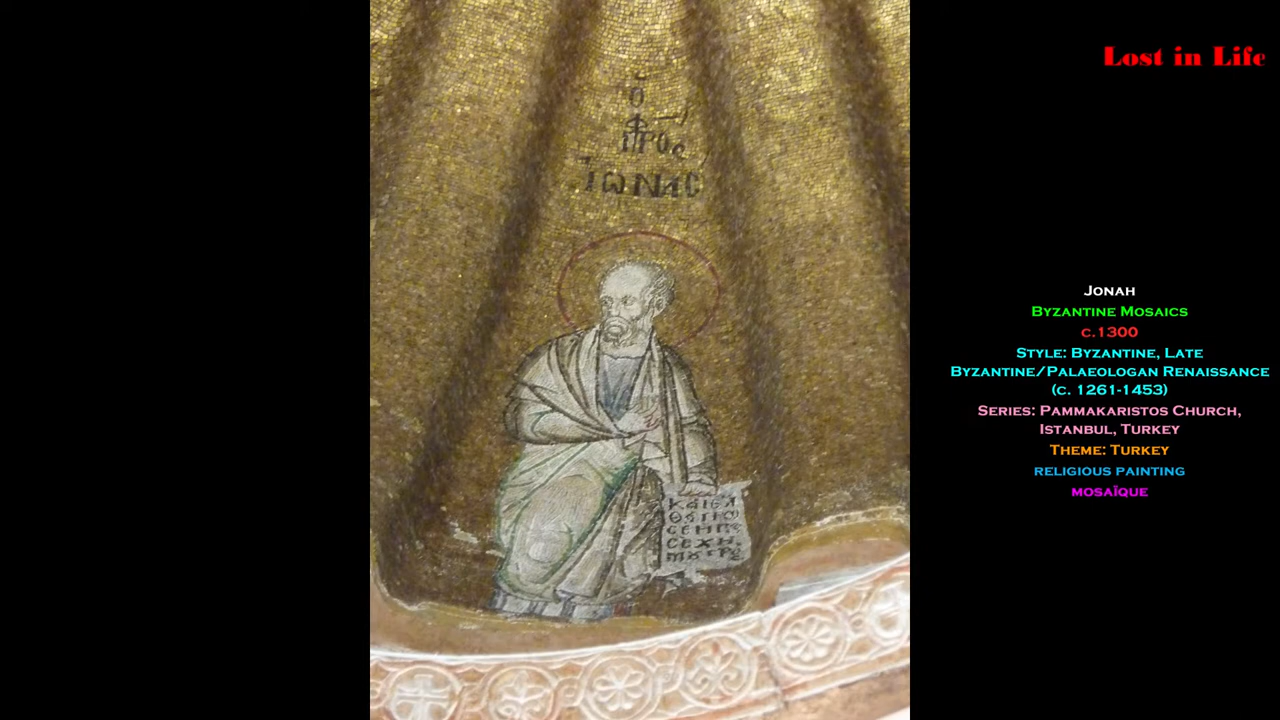 Lost in Life
Ὁ
ΠΡΟΦ
ΙΩΝΑС
Jonah
Byzantine Mosaics
c.1300
Style: Byzantine, Late
Byzantine/Palaeologan Renaissance
(c. 1261-1453)
Series: Pammakaristos Church,
Istanbul, Turkey
Theme: Turkey
religious painting
mosaïque